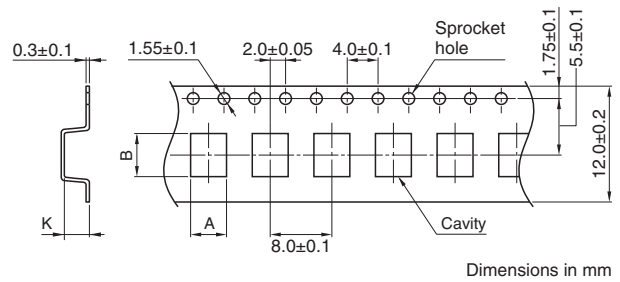 Sprocket
hole
0.3±0.1
1.55±0.1
2.0±0.05
4.0±0.1
1.75±0.1
5.5±0.1
12.0±0.2
B
K
A
8.0±0.1
Cavity
Dimensions in mm